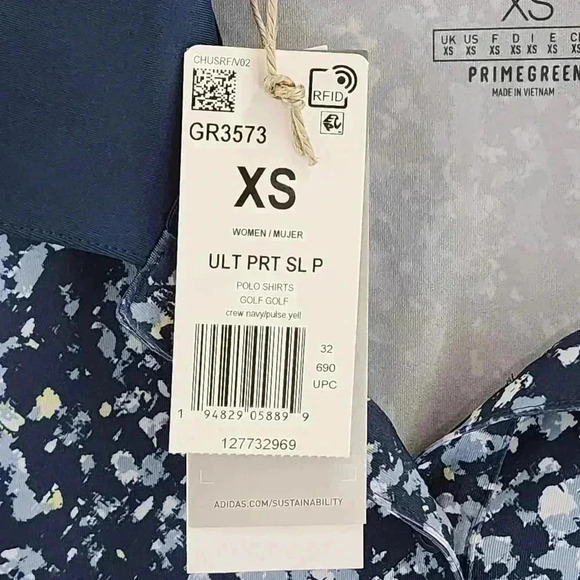 XS
UK US F D I E
XS XS XS XS XS XS XS
PRIMEGREEN
MADE IN VIETNAM
CHUSRF/V02
RFID
GR3573
XS
WOMEN / MUJER
ULT PRT SL P
POLO SHIRTS
GOLF GOLF
crew navy/pulse yell
32
690
UPC
1 94829 05889 9
127732969
ADIDAS.COM/SUSTAINABILITY